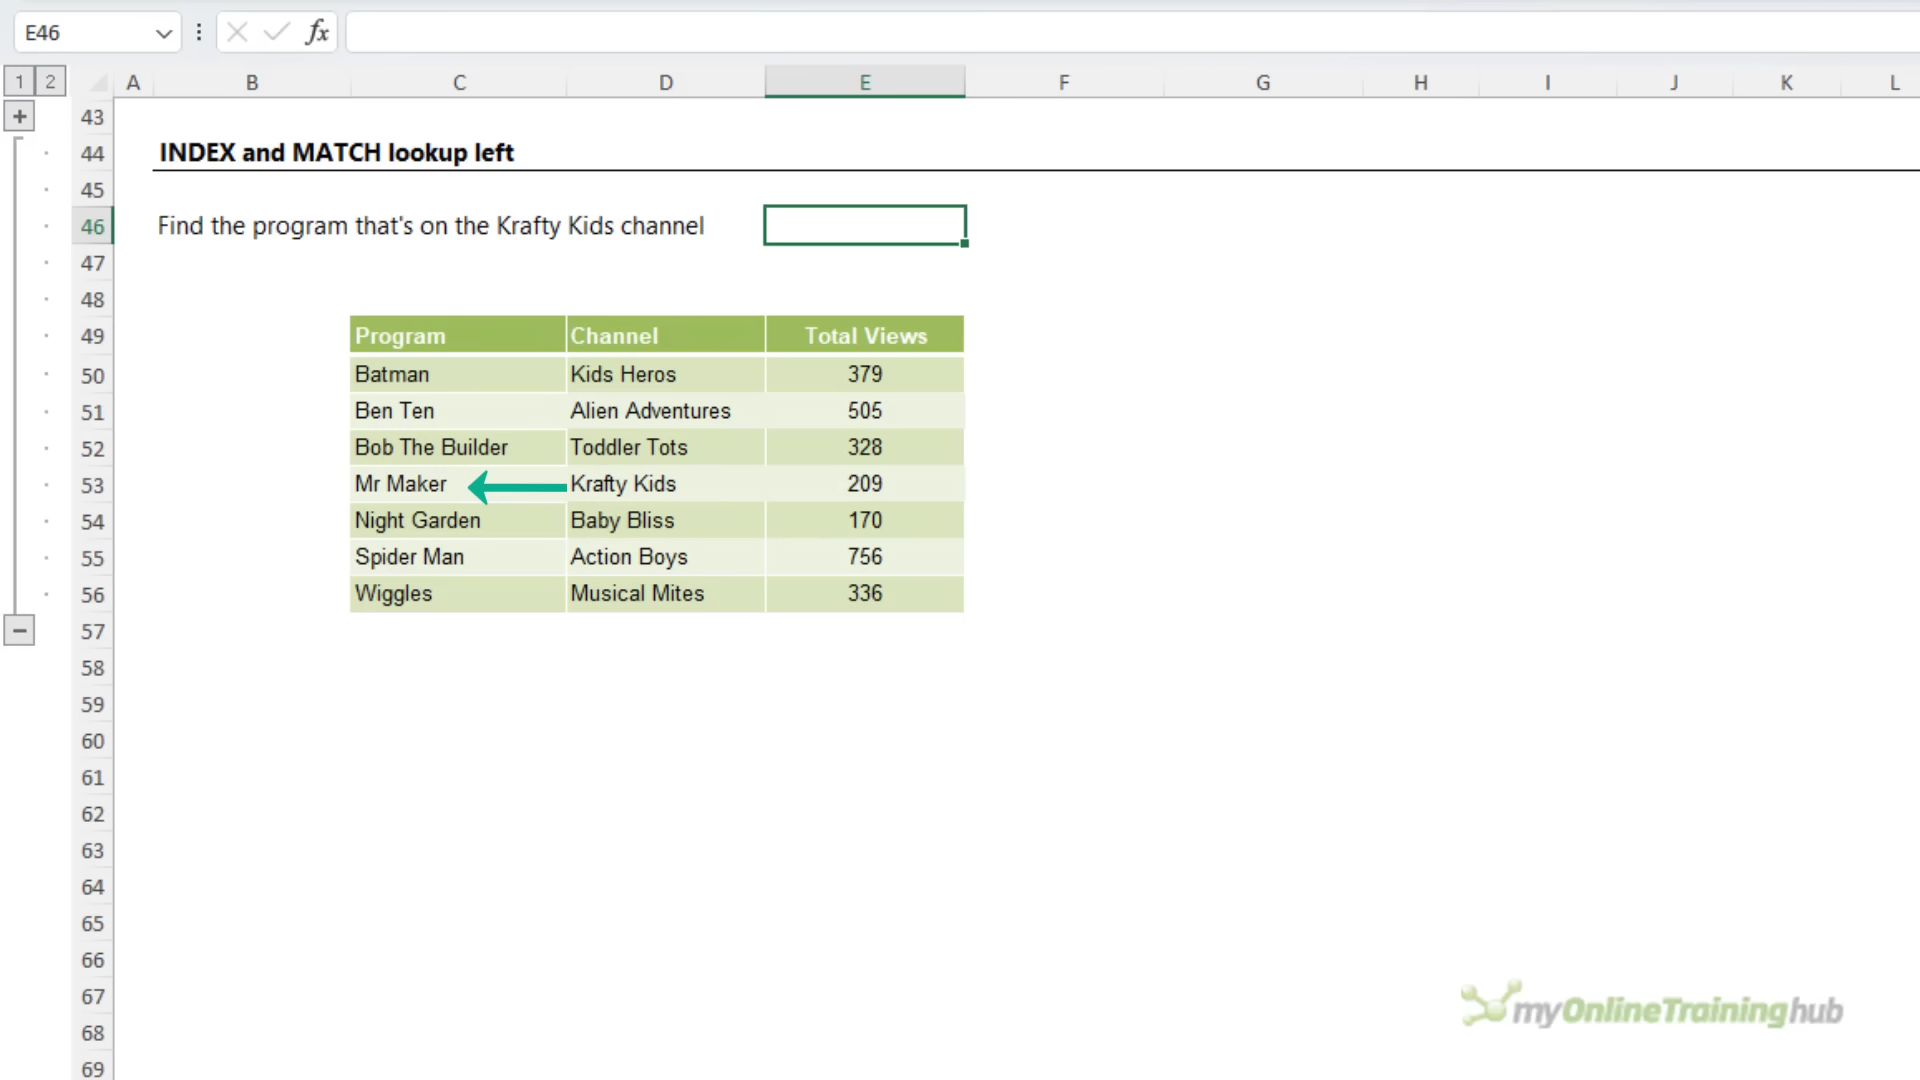 E46
fx
1 2 A B C D E F G H I J K L
43
44 INDEX and MATCH lookup left
45
46 Find the program that's on the Krafty Kids channel
47
48
49 Program Channel Total Views
50 Batman Kids Heros 379
51 Ben Ten Alien Adventures 505
52 Bob The Builder Toddler Tots 328
53 Mr Maker Krafty Kids 209
54 Night Garden Baby Bliss 170
55 Spider Man Action Boys 756
56 Wiggles Musical Mites 336
57
58
59
60
61
62
63
64
65
66
67
myOnlineTraininghub
68
69